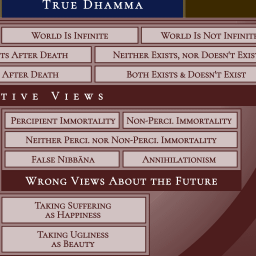 True Dhamma
World Is Infinite
World Is Not Infinite
ts After Death
Neither Exists, nor Doesn't Exist
After Death
Both Exists & Doesn't Exist
tive Views
Percipient Immortality
Non-Perci. Immortality
Neither Perci. nor Non-Perci. Immortality
False Nibbāna
Annihilationism
Wrong Views About the Future
Taking Suffering
as Happiness
Taking Ugliness
as Beauty